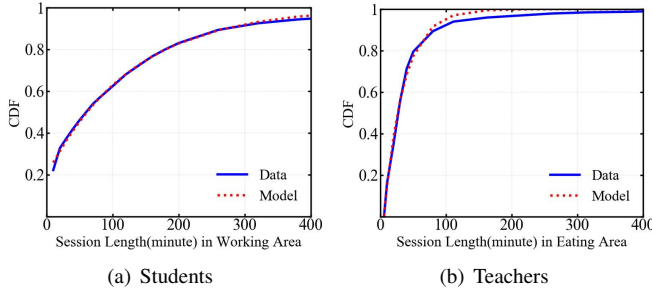 1
0.8
0.6
0.4
0.2
0 100 200 300 400
CDF
Data
Model
Session Length(minute) in Working Area
(a) Students
1
0.8
0.6
0.4
0.2
0
0 100 200 300 400
CDF
Data
Model
Session Length(minute) in Eating Area
(b) Teachers